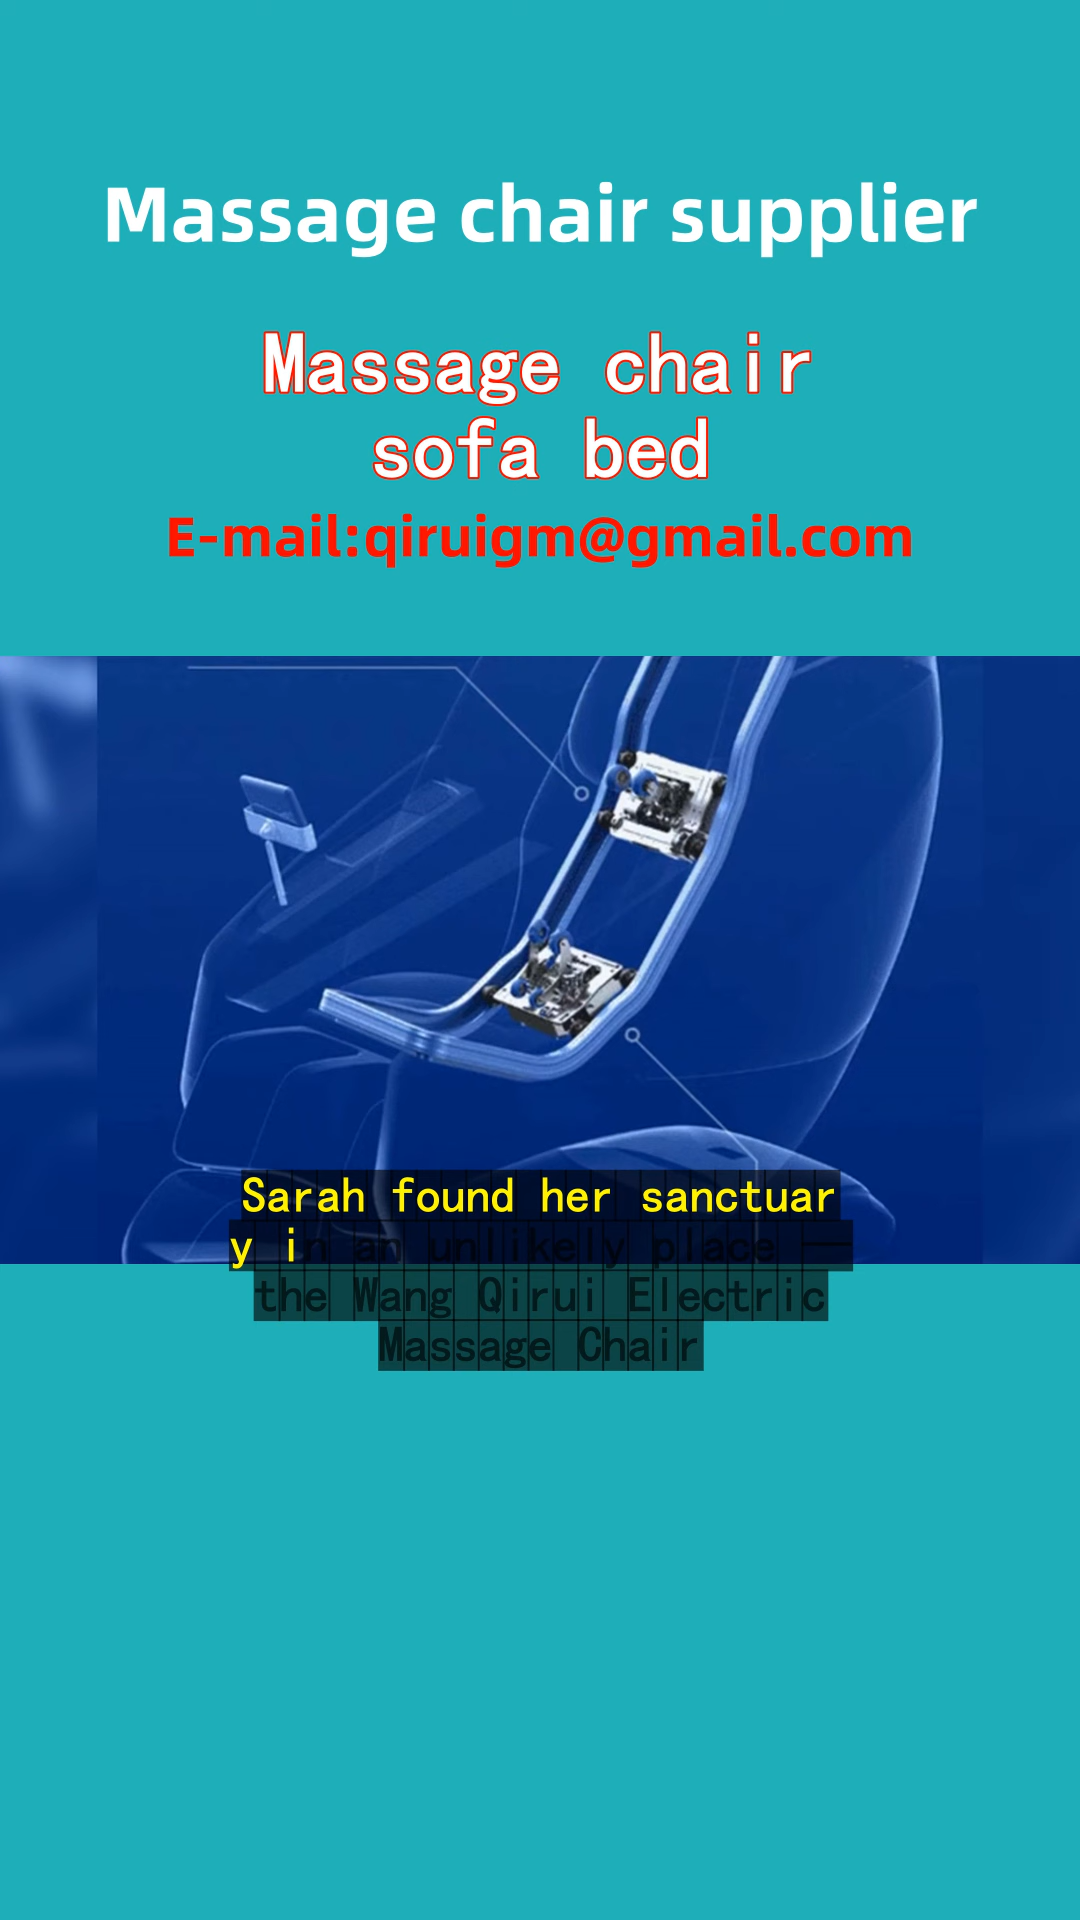 Massage chair supplier
Massage chair
sofa bed
E-mail:qiruigm@gmail.com
Sarah found her sanctuar
y in an unlikely place —
the Wang Qirui Electric
Massage Chair